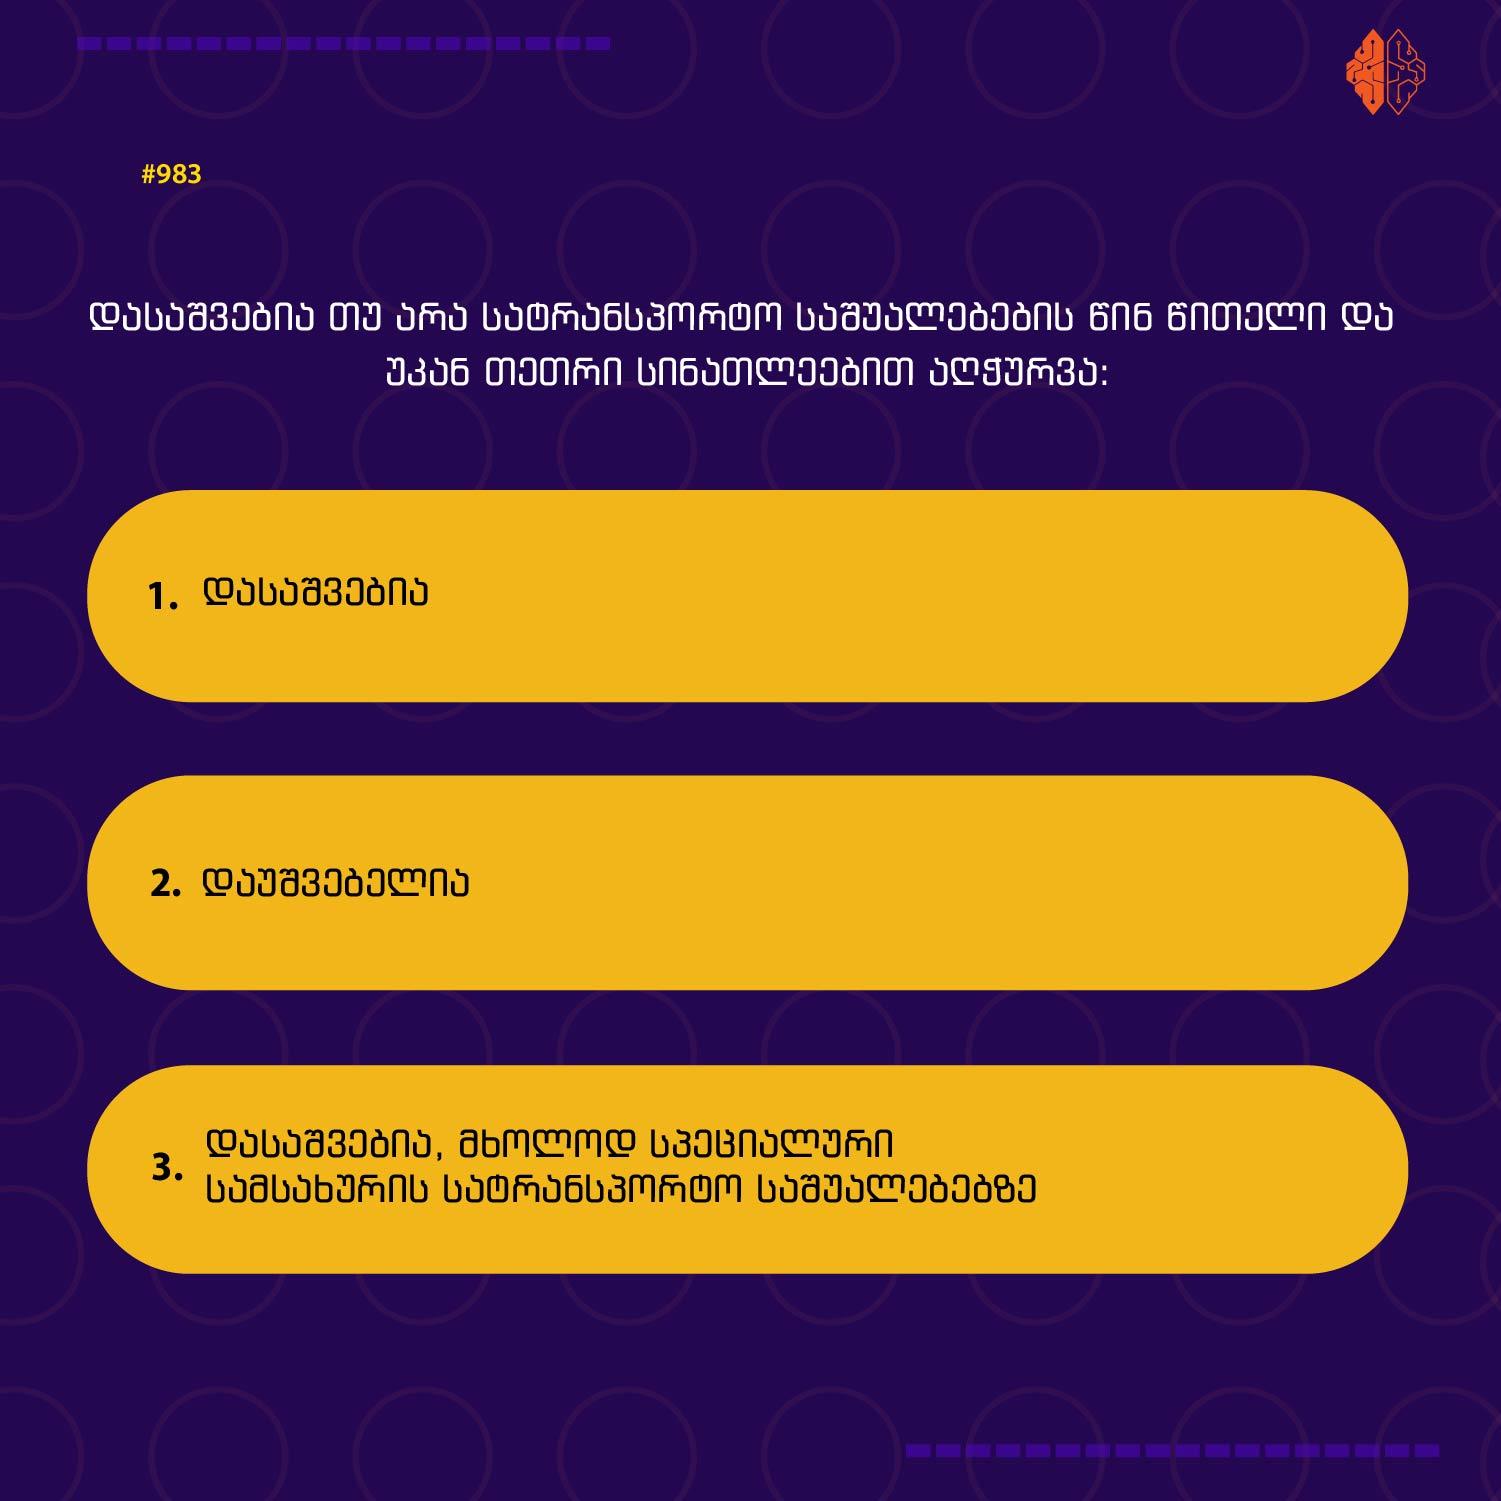 #983
დასაშვებია თუ არა სატრანსპორტო საშუალებების წინ წითელი და
უკან თეთრი სინათლეებით აღჭურვა:
1. დასაშვებია
2. დაუშვებელია
3. დასაშვებია, მხოლოდ სპეციალური
სამსახურის სატრანსპორტო საშუალებებზე